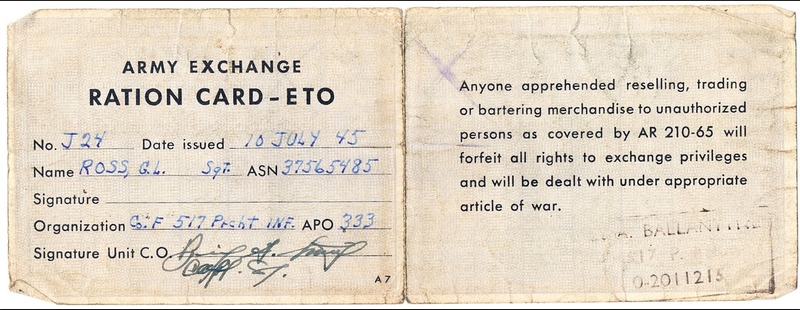 ARMY EXCHANGE
RATION CARD-ETO
No. J24 Date issued 10 JULY 45
Name ROSS, G.L. Sgt. ASN 37565485
Signature
Organization Co. F 517 Prcht INF. APO 333
Signature Unit C.O.
Capt.
A7
Anyone apprehended reselling, trading
or bartering merchandise to unauthorized
persons as covered by AR 210-65 will
forfeit all rights to exchange privileges
and will be dealt with under appropriate
article of war.
BALLANTYNE
517 P.
O-2011215